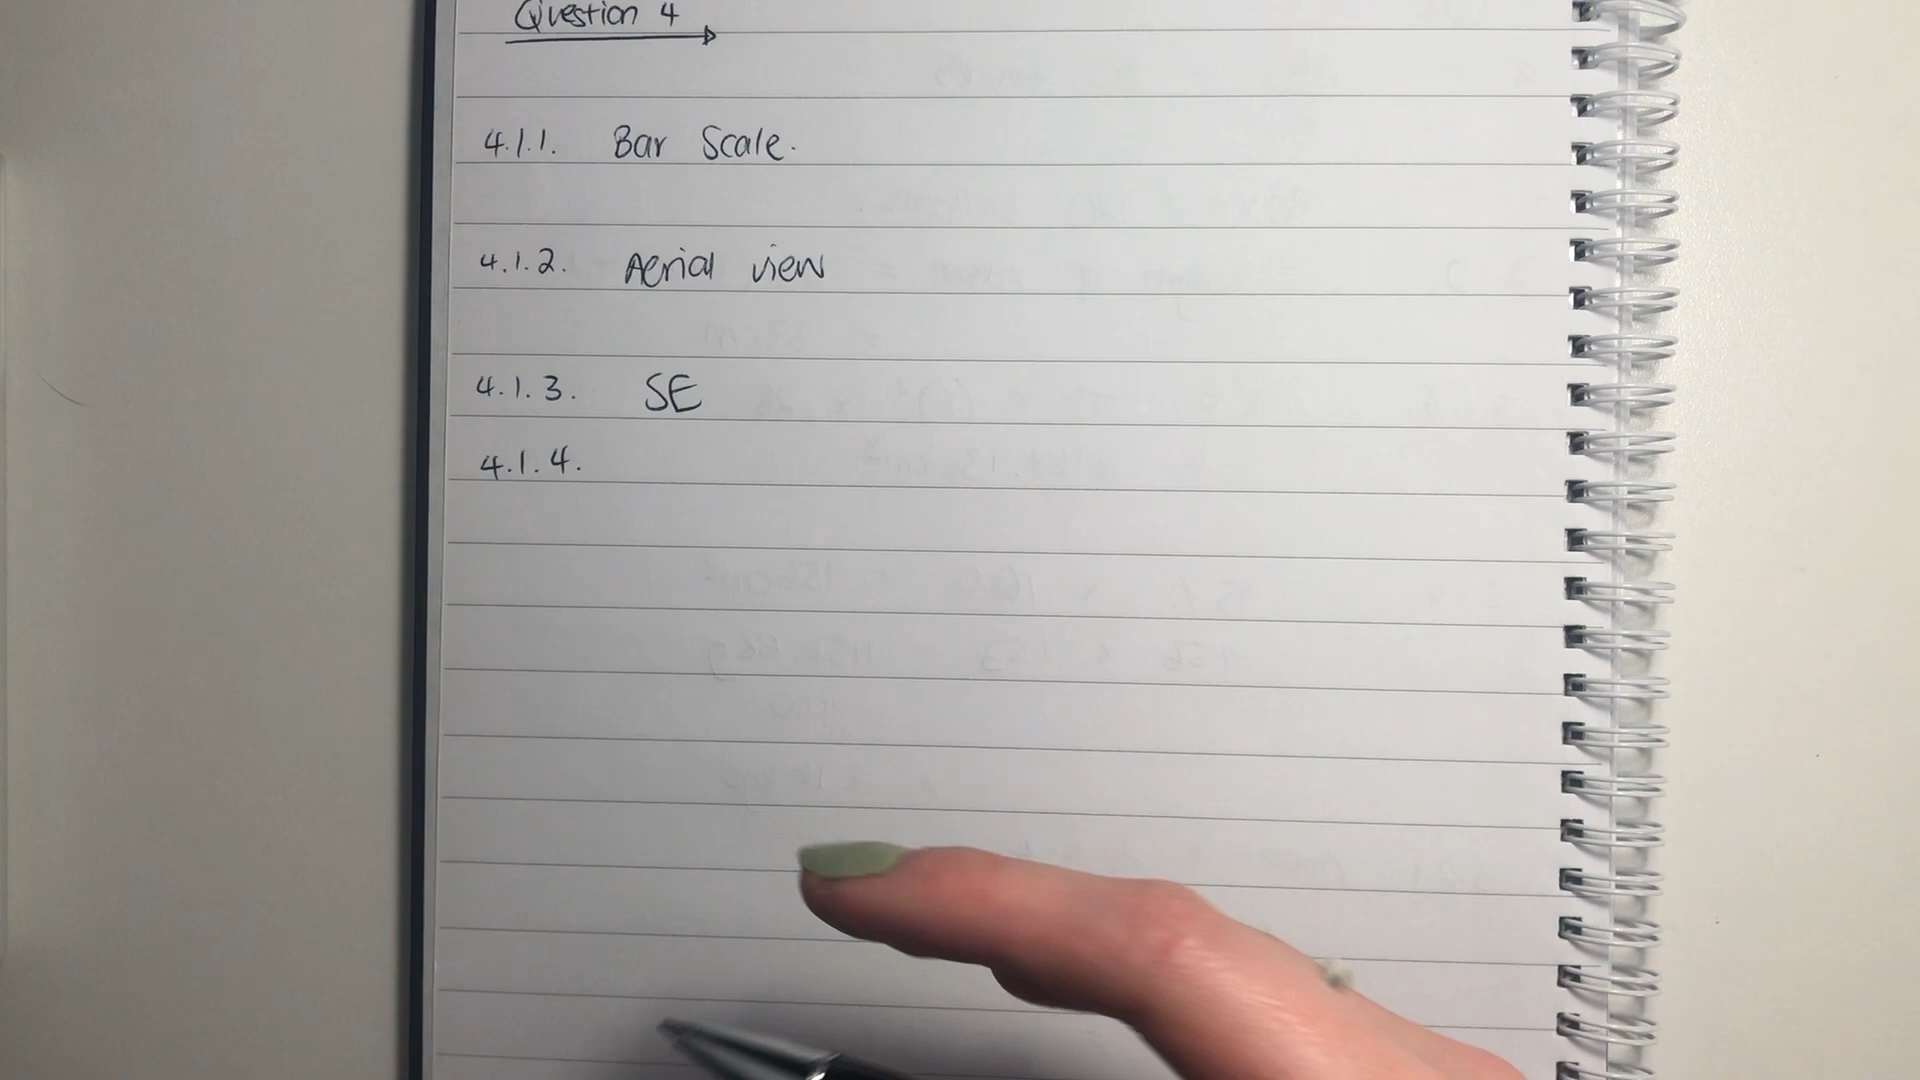 Question 4
4.1.1. Bar Scale.
4.1.2. Aerial view
4.1.3. SE
4.1.4.